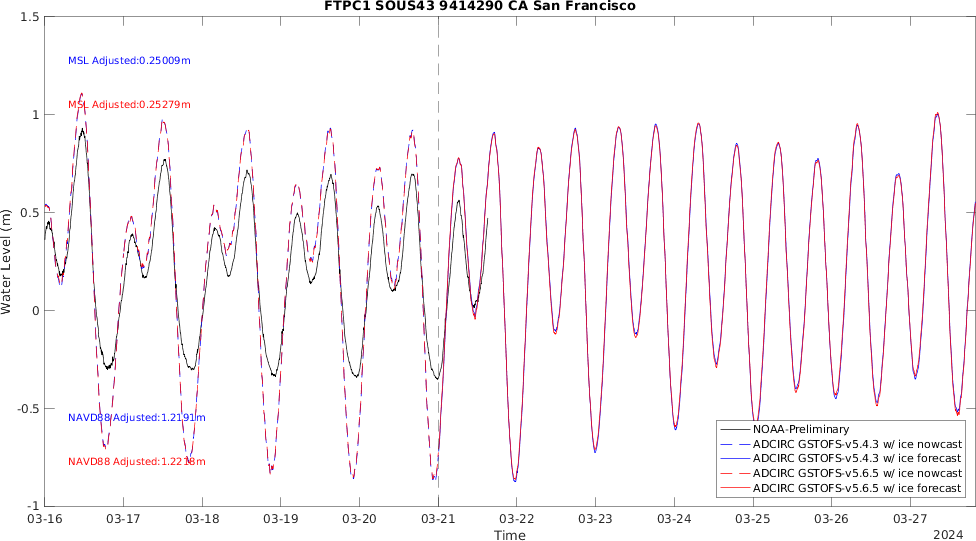 FTPC1 SOUS43 9414290 CA San Francisco
1.5
MSL Adjusted:0.25009m
MSL Adjusted:0.25279m
1
0.5
Water Level (m)
0
-0.5
NAVD88 Adjusted:1.2191m
NAVD88 Adjusted:1.2218m
-1
NOAA-Preliminary
ADCIRC GSTOFS-v5.4.3 w/ ice nowcast
ADCIRC GSTOFS-v5.4.3 w/ ice forecast
ADCIRC GSTOFS-v5.6.5 w/ ice nowcast
ADCIRC GSTOFS-v5.6.5 w/ ice forecast
03-16 03-17 03-18 03-19 03-20 03-21 03-22 03-23 03-24 03-25 03-26 03-27
Time
2024